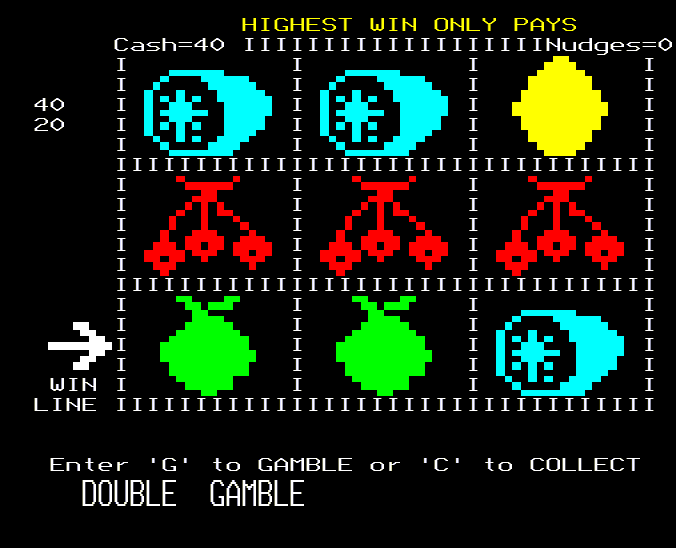 HIGHEST WIN ONLY PAYS
Cash=40 IIIIIIIIIIIIIIIIIIINudges=0
40
20
WIN
LINE
Enter 'G' to GAMBLE or 'C' to COLLECT
DOUBLE GAMBLE